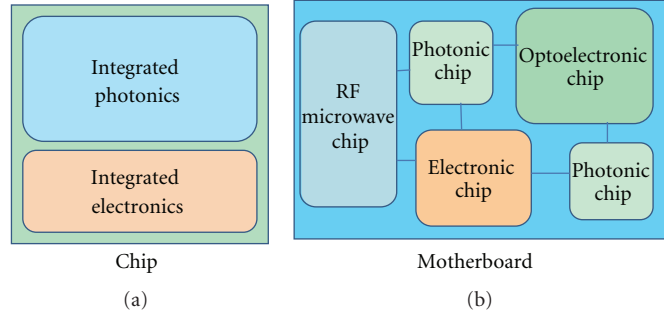 Integrated
photonics
Integrated
electronics
Chip
(a)
RF
microwave
chip
Photonic
chip
Optoelectronic
chip
Electronic
chip
Photonic
chip
Motherboard
(b)